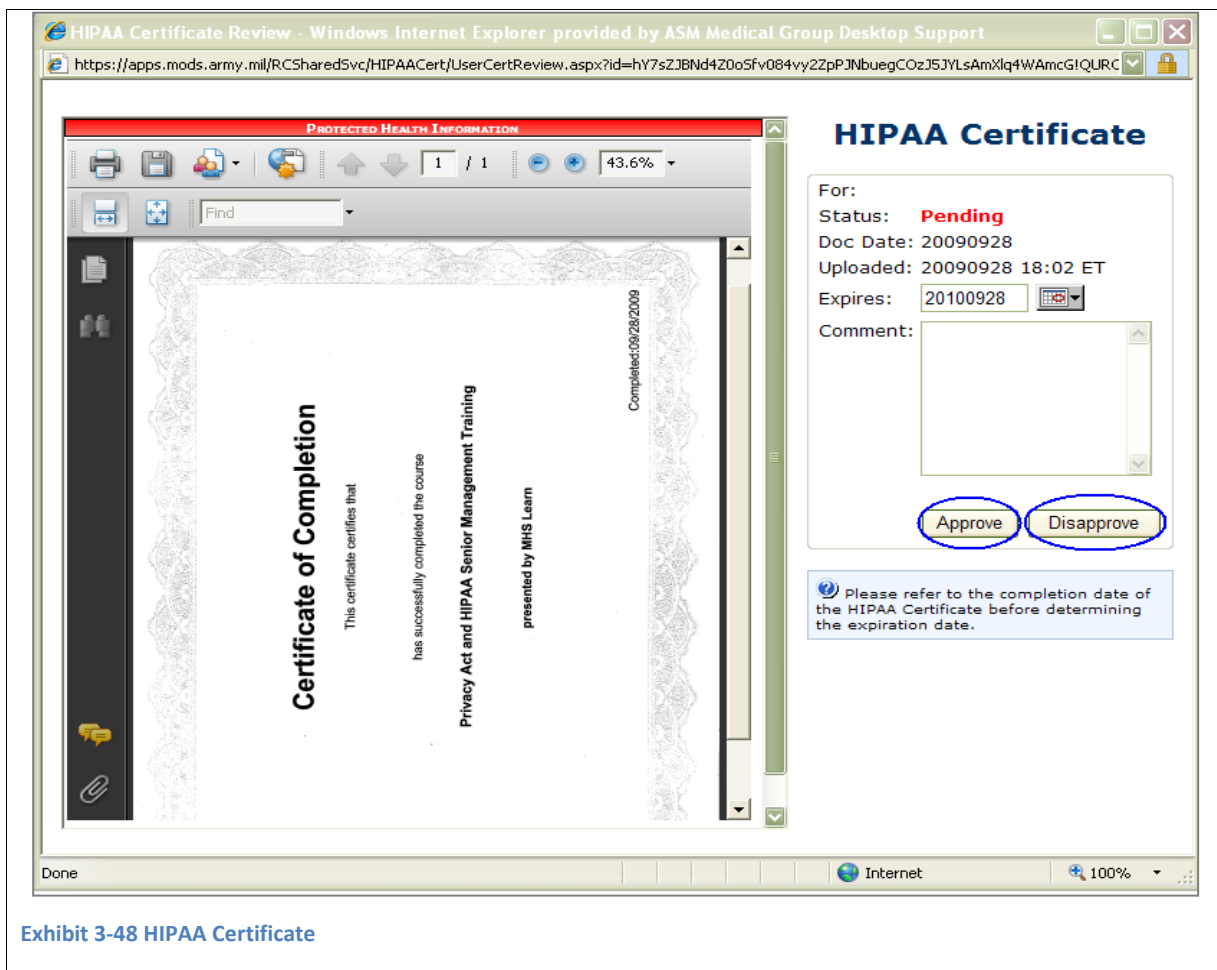 HIPAA Certificate Review - Windows Internet Explorer provided by ASM Medical Group Desktop Support
https://apps.mods.army.mil/RCSharedSvc/HIPAACert/UserCertReview.aspx?id=
PROTECTED HEALTH INFORMATION
1 / 1
43.6%
Find
Certificate of Completion
This certificate certifies that
has successfully completed the course
Privacy Act and HIPAA Senior Management Training
presented by MHS Learn
Completed:09/28/2009
HIPAA Certificate
For:
Status: Pending
Doc Date: 20090928
Uploaded: 20090928 18:02 ET
Expires: 20100928
Comment:
Approve Disapprove
Please refer to the completion date of
the HIPAA Certificate before determining
the expiration date.
Done
Internet
100%
Exhibit 3-48 HIPAA Certificate